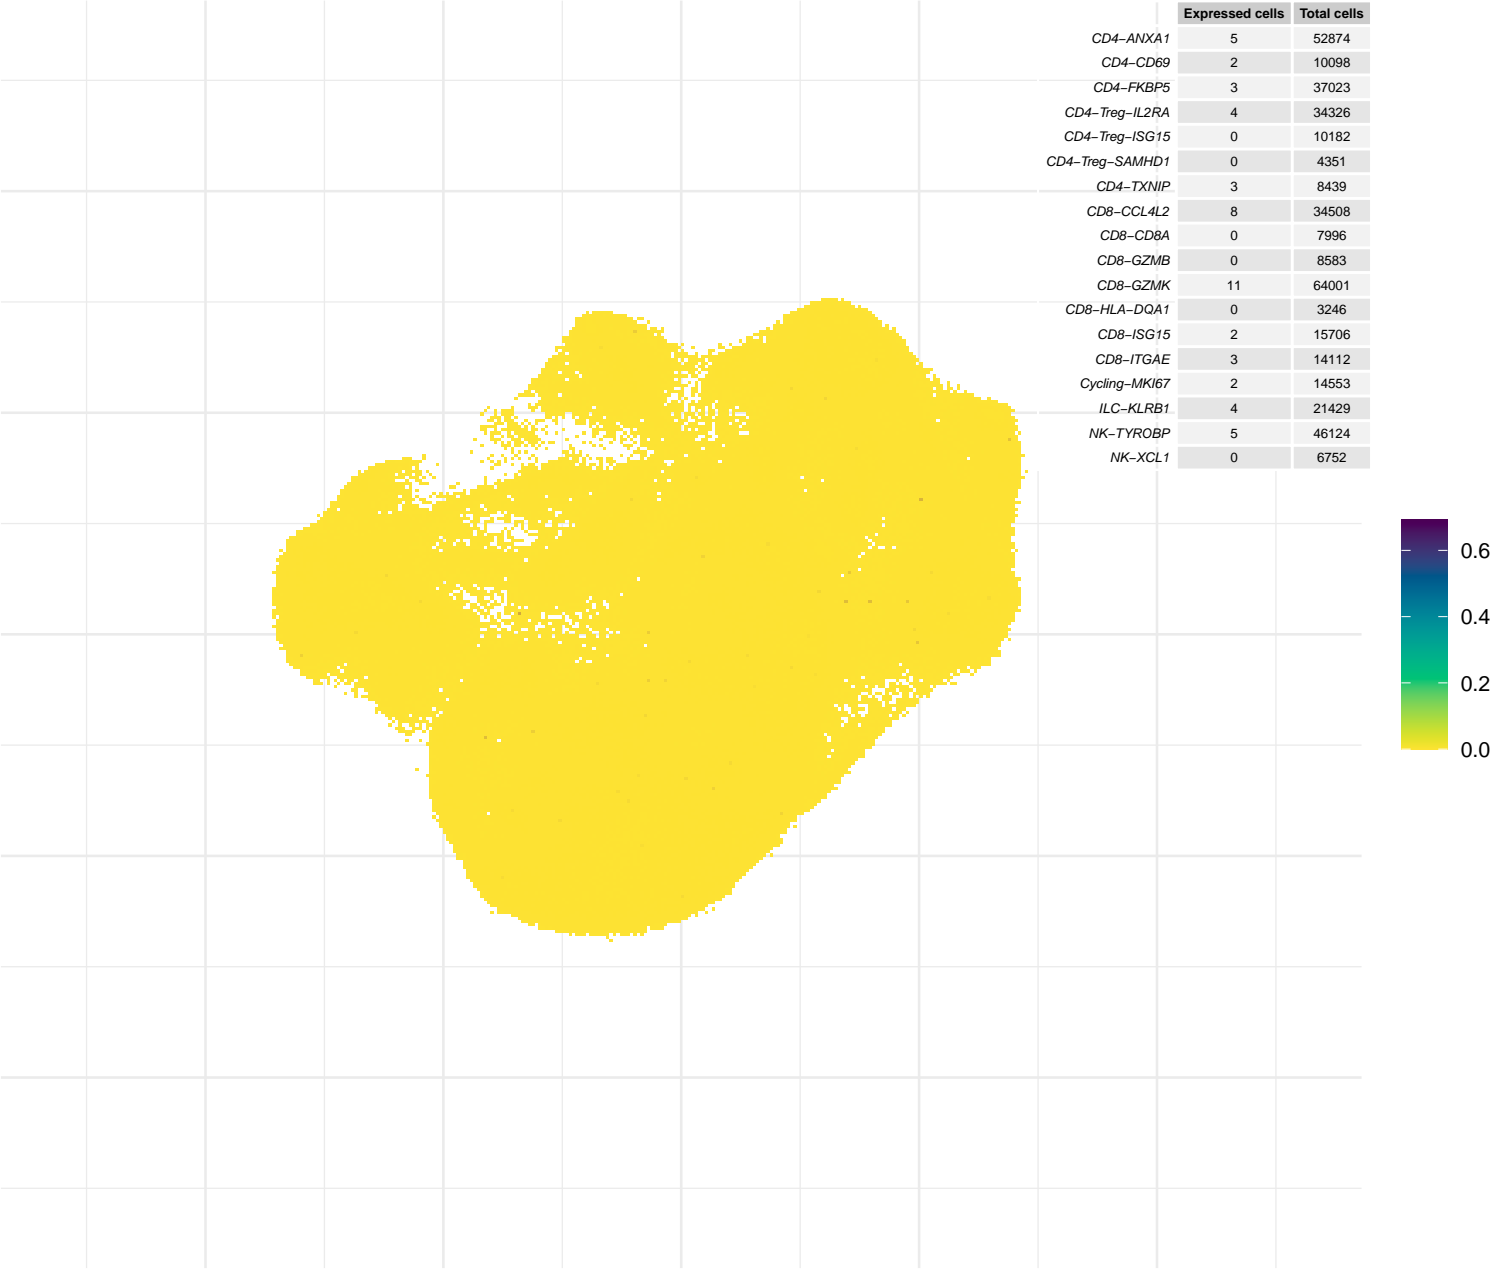 Expressed cells Total cells
CD4−ANXA1 5 52874
CD4−CD69 2 10098
CD4−FKBP5 3 37023
CD4−Treg−IL2RA 4 34326
CD4−Treg−ISG15 0 10182
CD4−Treg−SAMHD1 0 4351
CD4−TXNIP 3 8439
CD8−CCL4L2 8 34508
CD8−CD8A 0 7996
CD8−GZMB 0 8583
CD8−GZMK 11 64001
CD8−HLA−DQA1 0 3246
CD8−ISG15 2 15706
CD8−ITGAE 3 14112
Cycling−MKI67 2 14553
ILC−KLRB1 4 21429
NK−TYROBP 5 46124
NK−XCL1 0 6752
0.6
0.4
0.2
0.0